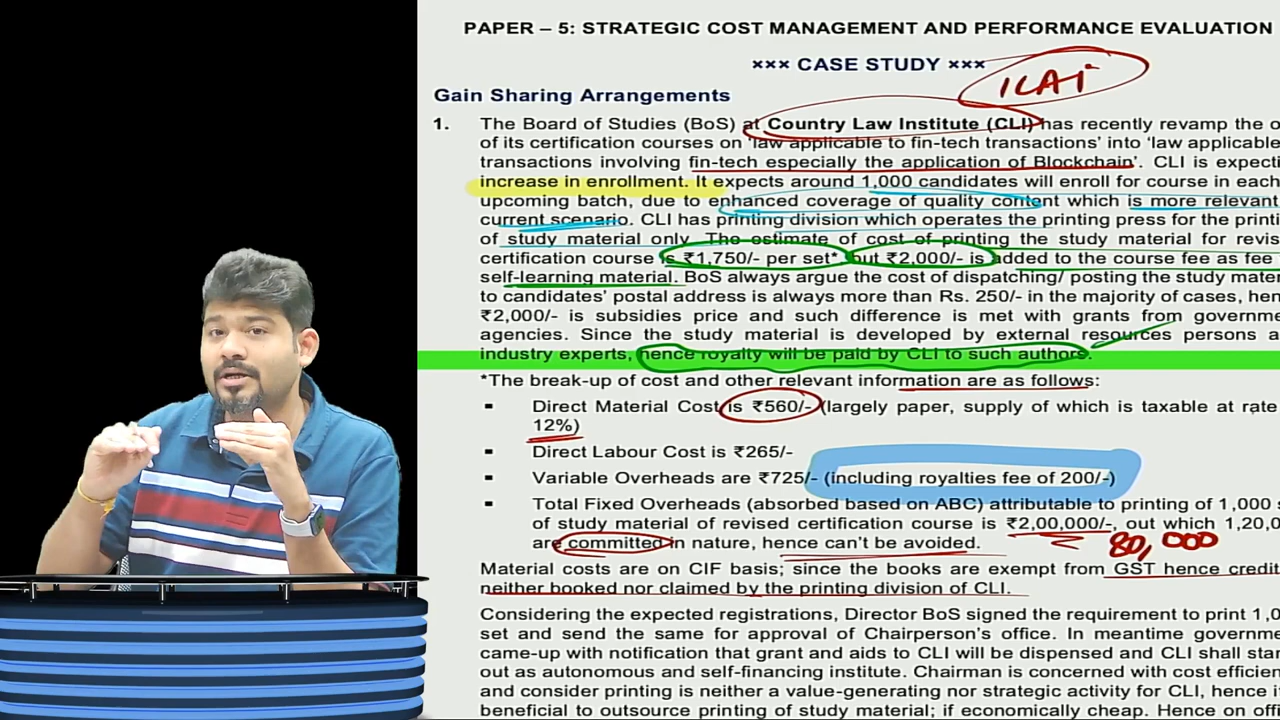 PAPER – 5: STRATEGIC COST MANAGEMENT AND PERFORMANCE EVALUATION
××× CASE STUDY ×××
ICAI
Gain Sharing Arrangements
1. The Board of Studies (BoS) at Country Law Institute (CLI) has recently revamp the o
of its certification courses on 'law applicable to fin-tech transactions' into 'law applicable
transactions involving fin-tech especially the application of Blockchain'. CLI is expecti
increase in enrollment. It expects around 1,000 candidates will enroll for course in each
upcoming batch, due to enhanced coverage of quality content which is more relevant
current scenario. CLI has printing division which operates the printing press for the printi
of study material only. The estimate of cost of printing the study material for revis
certification course is ₹1,750/- per set* but ₹2,000/- is added to the course fee as fee
self-learning material. BoS always argue the cost of dispatching/ posting the study mate
to candidates' postal address is always more than Rs. 250/- in the majority of cases, hen
₹2,000/- is subsidies price and such difference is met with grants from governme
agencies. Since the study material is developed by external resources persons a
industry experts, hence royalty will be paid by CLI to such authors.
*The break-up of cost and other relevant information are as follows:
▪ Direct Material Cost is ₹560/- (largely paper, supply of which is taxable at rate
12%)
▪ Direct Labour Cost is ₹265/-
▪ Variable Overheads are ₹725/- (including royalties fee of 200/-)
▪ Total Fixed Overheads (absorbed based on ABC) attributable to printing of 1,000
of study material of revised certification course is ₹2,00,000/-, out which 1,20,0
are committed in nature, hence can't be avoided.
80,000
Material costs are on CIF basis; since the books are exempt from GST hence credit
neither booked nor claimed by the printing division of CLI.
Considering the expected registrations, Director BoS signed the requirement to print 1,0
set and send the same for approval of Chairperson's office. In meantime governme
came-up with notification that grant and aids to CLI will be dispensed and CLI shall star
out as autonomous and self-financing institute. Chairman is concerned with cost efficien
and consider printing is neither a value-generating nor strategic activity for CLI, hence i
beneficial to outsource printing of study material; if economically cheap. Hence on offi